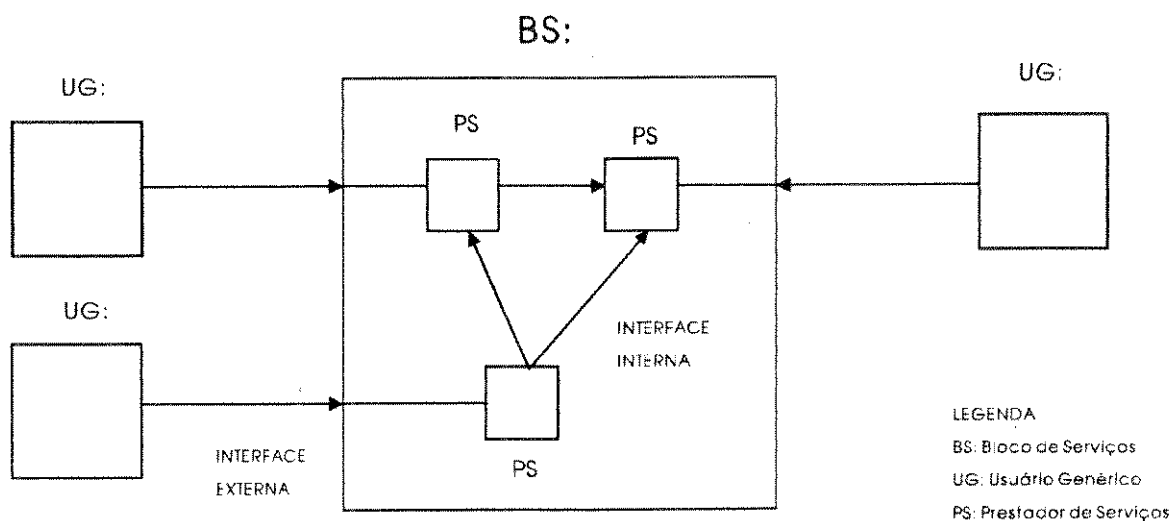 BS:
UG:
UG:
PS
PS
UG:
INTERFACE
INTERNA
INTERFACE
EXTERNA
PS
LEGENDA
BS: Bloco de Serviços
UG: Usuário Genérico
PS: Prestador de Serviços